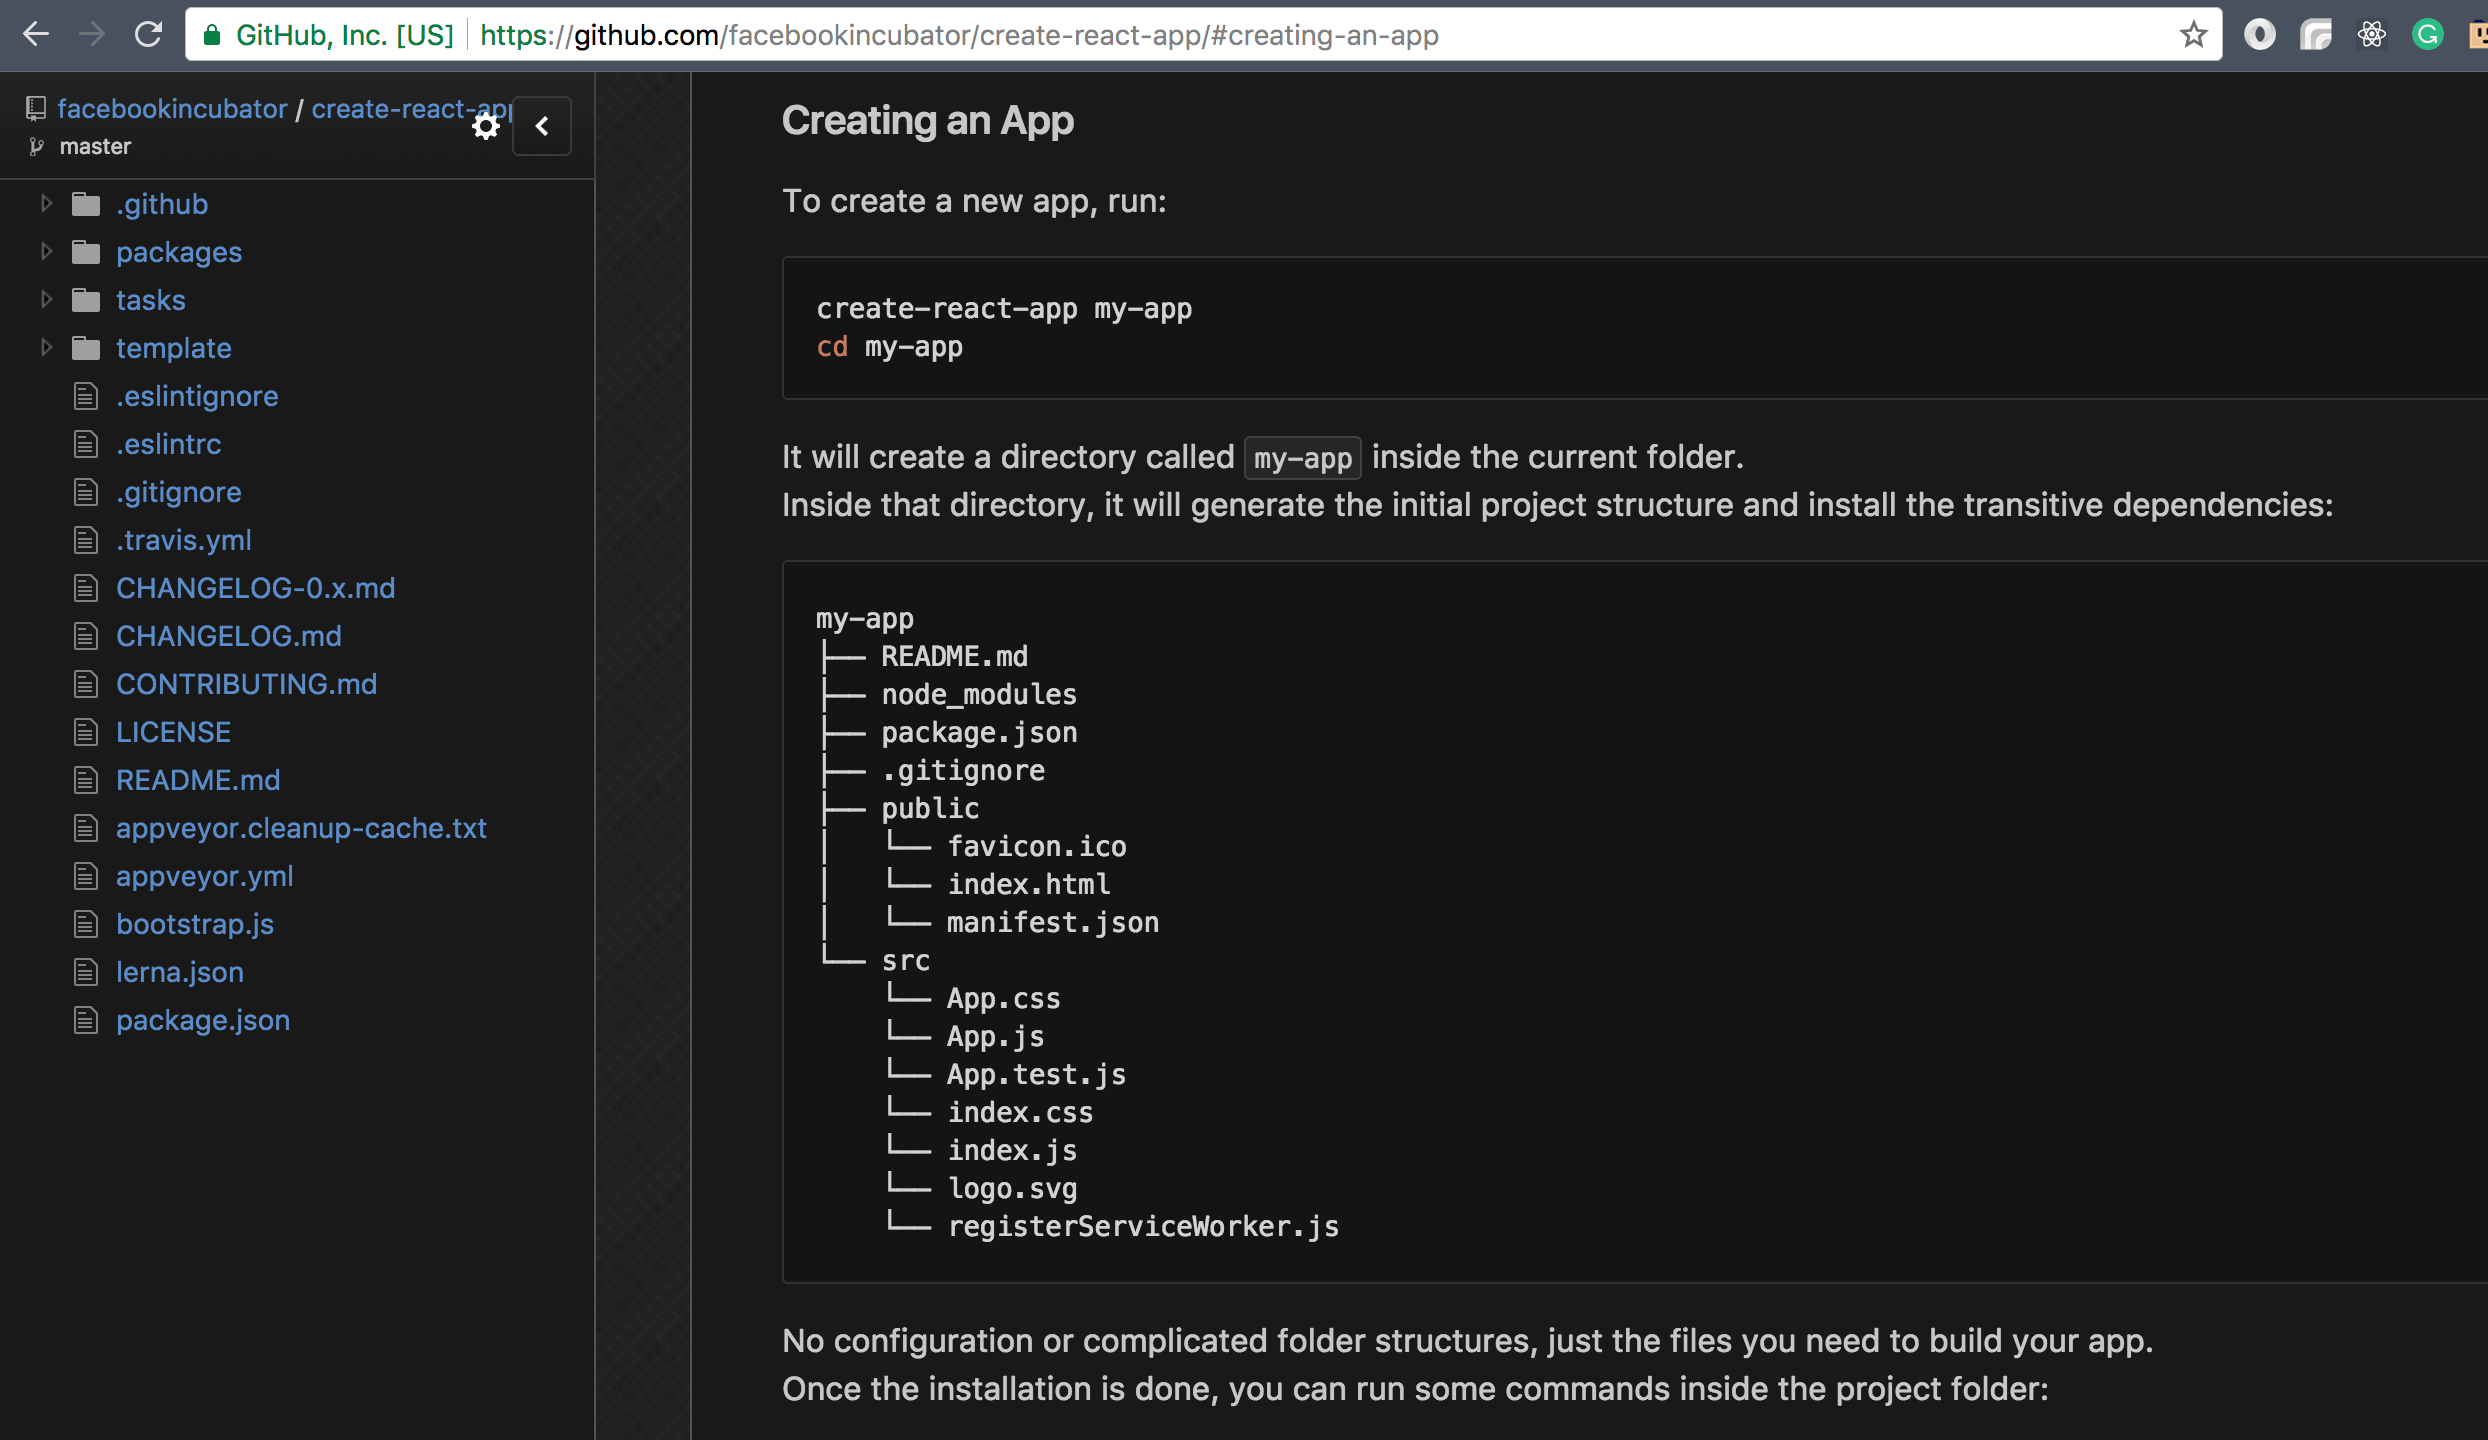 GitHub, Inc. [US] https://github.com/facebookincubator/create-react-app/#creating-an-app
facebookincubator / create-react-app
master
.github
packages
tasks
template
.eslintignore
.eslintrc
.gitignore
.travis.yml
CHANGELOG-0.x.md
CHANGELOG.md
CONTRIBUTING.md
LICENSE
README.md
appveyor.cleanup-cache.txt
appveyor.yml
bootstrap.js
lerna.json
package.json
Creating an App
To create a new app, run:
create-react-app my-app
cd my-app
It will create a directory called my-app inside the current folder.
Inside that directory, it will generate the initial project structure and install the transitive dependencies:
my-app
├── README.md
├── node_modules
├── package.json
├── .gitignore
├── public
│   └── favicon.ico
│   └── index.html
│   └── manifest.json
└── src
    └── App.css
    └── App.js
    └── App.test.js
    └── index.css
    └── index.js
    └── logo.svg
    └── registerServiceWorker.js
No configuration or complicated folder structures, just the files you need to build your app.
Once the installation is done, you can run some commands inside the project folder: